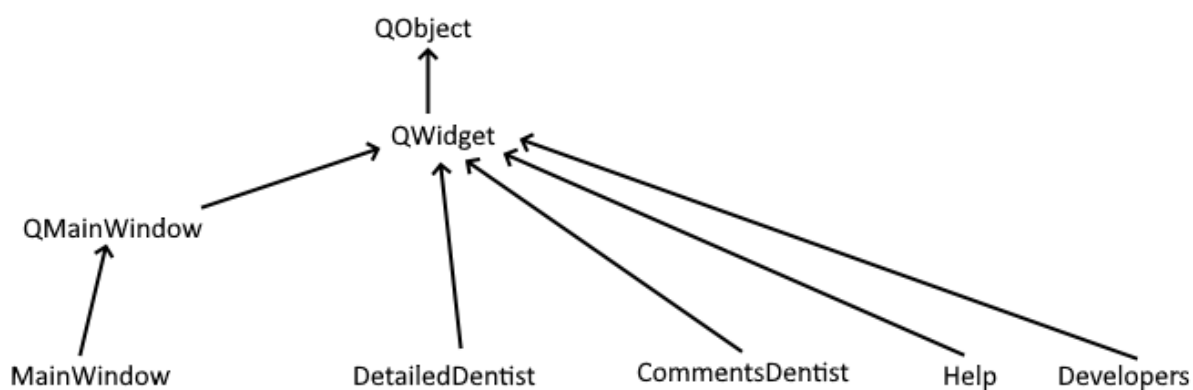 QObject
QWidget
QMainWindow
MainWindow
DetailedDentist
CommentsDentist
Help
Developers